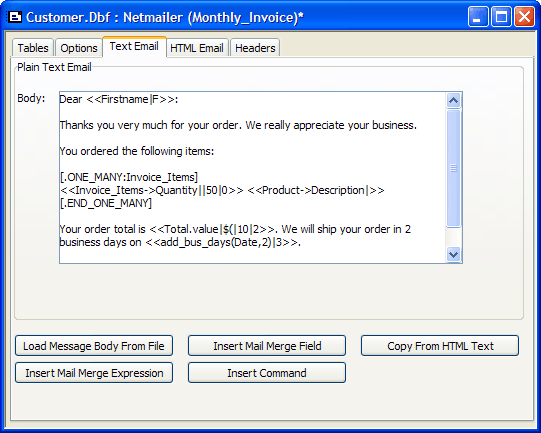 Customer.Dbf : Netmailer (Monthly_Invoice)*
Tables Options Text Email HTML Email Headers
Plain Text Email
Body:
Dear <<Firstname|F>>:
Thanks you very much for your order. We really appreciate your business.
You ordered the following items:
[.ONE_MANY:Invoice_Items]
<<Invoice_Items->Quantity||50|0>> <<Product->Description|>>
[.END_ONE_MANY]
Your order total is <<Total.value|$(|10|2>>. We will ship your order in 2
business days on <<add_bus_days(Date,2)|3>>.
Load Message Body From File Insert Mail Merge Field Copy From HTML Text
Insert Mail Merge Expression Insert Command